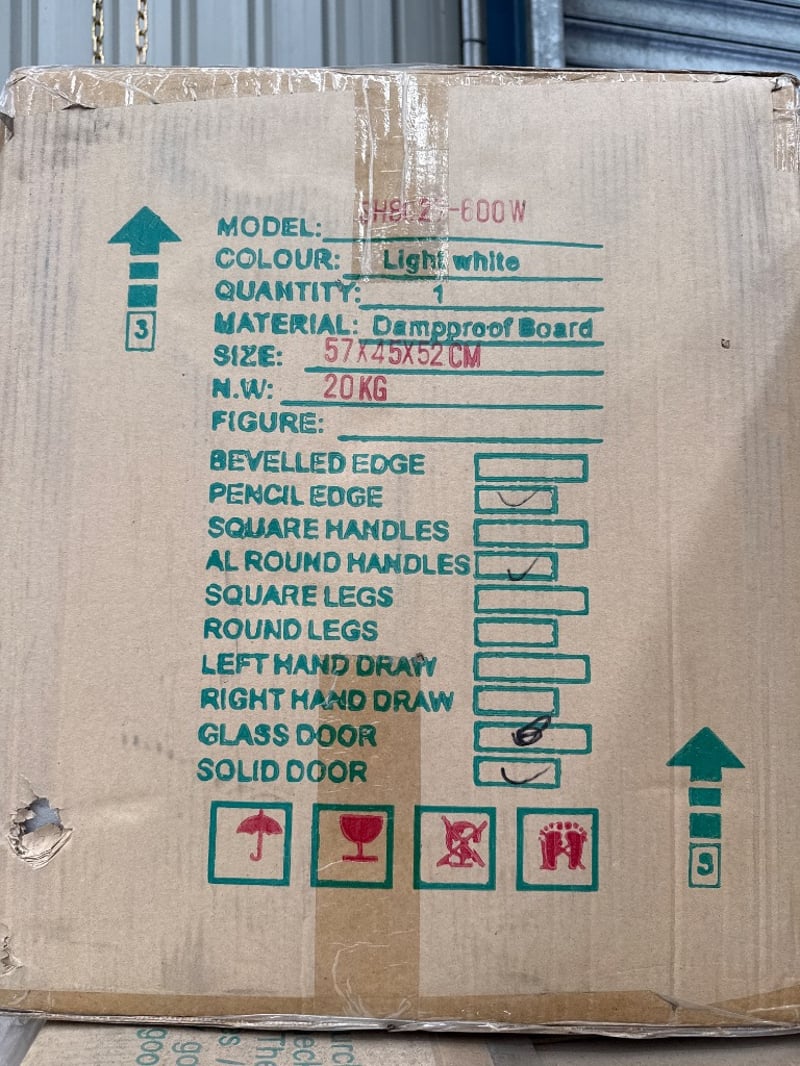 MODEL: -600W
COLOUR: Light white
QUANTITY: 1
MATERIAL: Dampproof Board
SIZE: 57X45X52CM
N.W: 20KG
FIGURE:
BEVELLED EDGE
PENCIL EDGE
SQUARE HANDLES
AL ROUND HANDLES
SQUARE LEGS
ROUND LEGS
LEFT HAND DRAW
RIGHT HAND DRAW
GLASS DOOR
SOLID DOOR
3